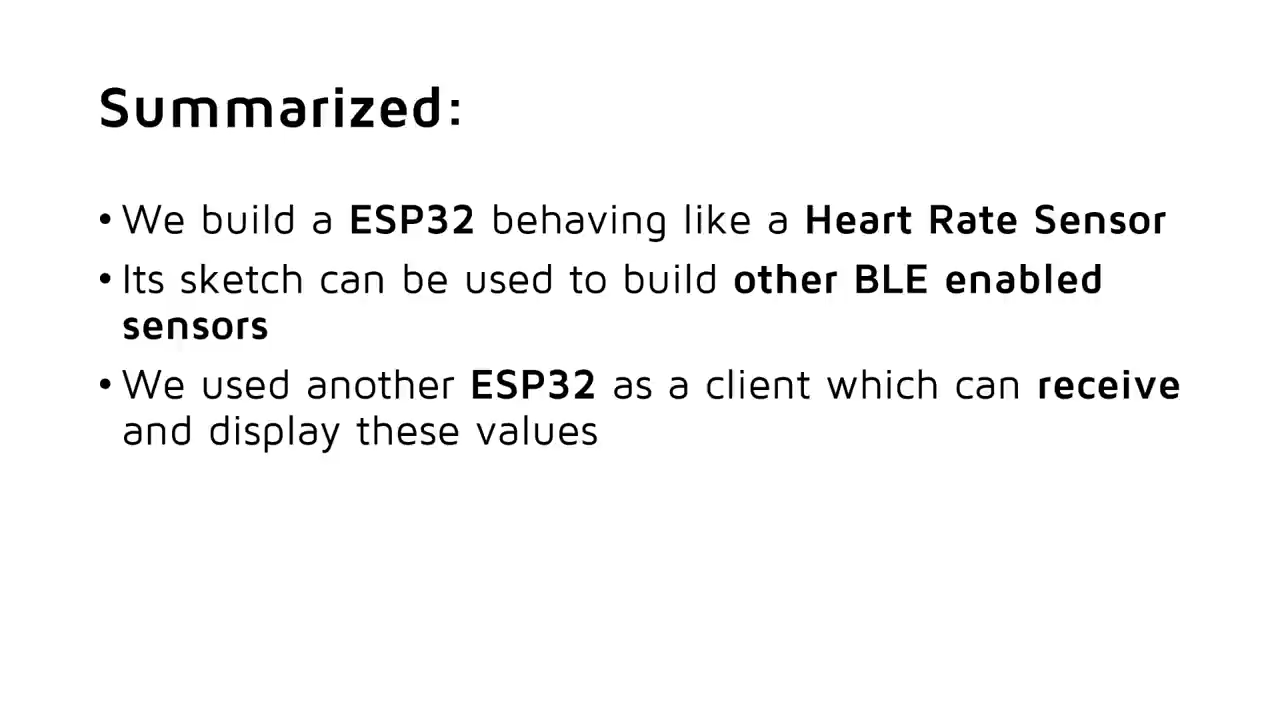 Summarized:
• We build a ESP32 behaving like a Heart Rate Sensor
• Its sketch can be used to build other BLE enabled
sensors
• We used another ESP32 as a client which can receive
and display these values